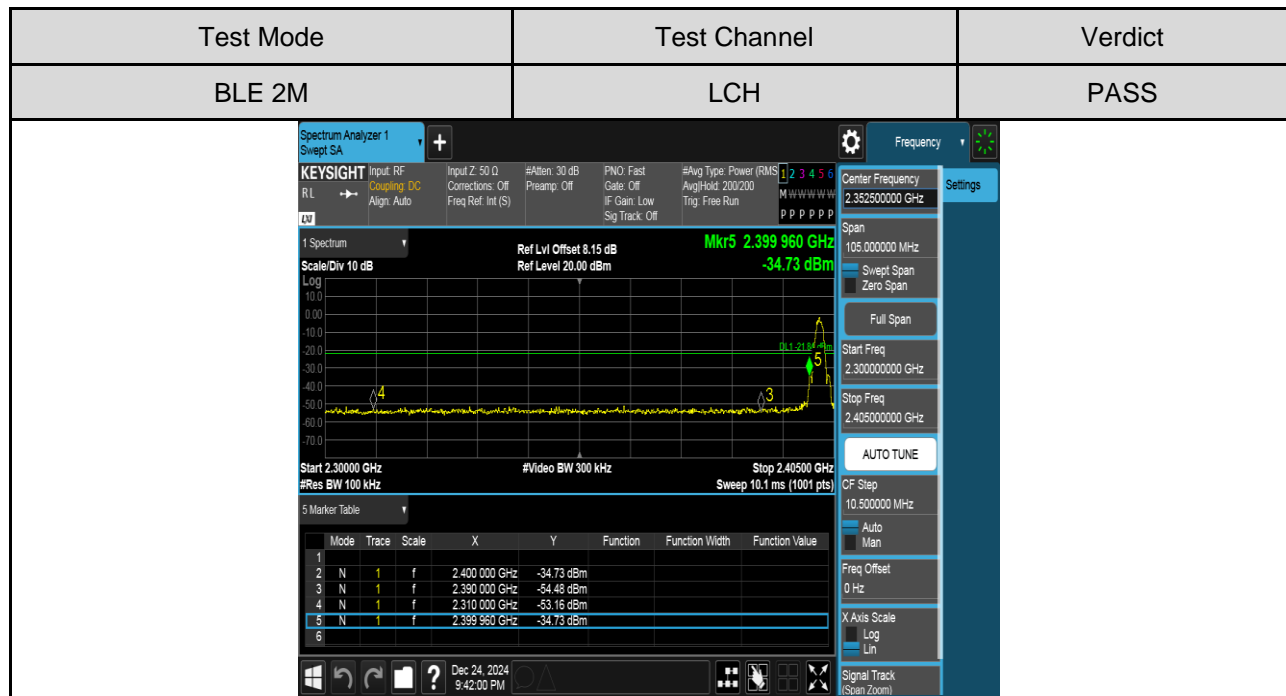 Test Mode Test Channel Verdict
BLE 2M LCH PASS
Spectrum Analyzer 1
Swept SA
+
Frequency
KEYSIGHT Input: RF Input Z: 50 Ω #Atten: 30 dB PNO: Fast #Avg Type: Power (RMS 1 2 3 4 5 6
RL Coupling: DC Corrections: Off Preamp: Off Gate: Off Avg|Hold: 200/200 M W W W W W
Align: Auto Freq Ref: Int (S) IF Gain: Low Trig: Free Run
LXI Sig Track: Off P P P P P P
1 Spectrum
Scale/Div 10 dB
Ref Lvl Offset 8.15 dB
Ref Level 20.00 dBm
Mkr5 2.399 960 GHz
-34.73 dBm
Log
10.0
0.00
-10.0
-20.0
-30.0
-40.0
-50.0
-60.0
-70.0
4
3
5
Start 2.30000 GHz #Video BW 300 kHz Stop 2.40500 GHz
#Res BW 100 kHz Sweep 10.1 ms (1001 pts)
5 Marker Table
Mode Trace Scale X Y Function Function Width Function Value
1
2 N 1 f 2.400 000 GHz -34.73 dBm
3 N 1 f 2.390 000 GHz -54.48 dBm
4 N 1 f 2.310 000 GHz -53.16 dBm
5 N 1 f 2.399 960 GHz -34.73 dBm
6
?
Dec 24, 2024
9:42:00 PM
Settings
Center Frequency
2.352500000 GHz
Span
105.000000 MHz
Swept Span
Zero Span
Full Span
Start Freq
2.300000000 GHz
Stop Freq
2.405000000 GHz
AUTO TUNE
CF Step
10.500000 MHz
Auto
Man
Freq Offset
0 Hz
X Axis Scale
Log
Lin
Signal Track
(Span Zoom)